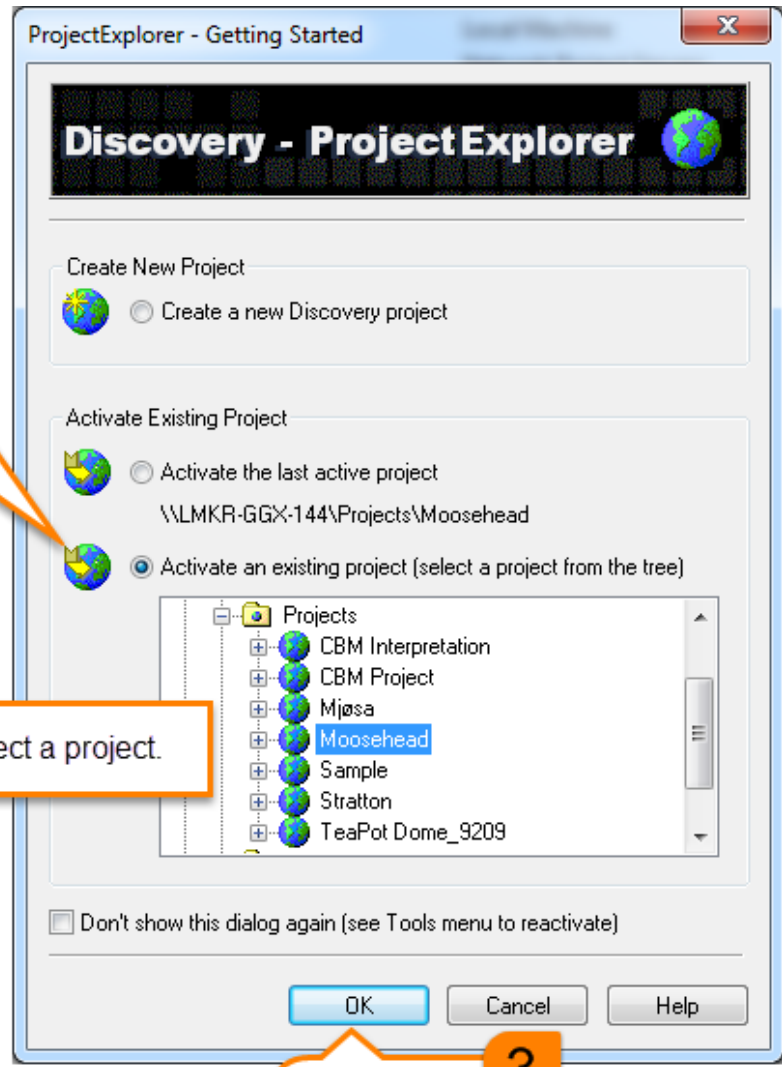 ProjectExplorer - Getting Started
Discovery - ProjectExplorer
Create New Project
Create a new Discovery project
Activate Existing Project
Activate the last active project
\\LMKR-GGX-144\Projects\Moosehead
Activate an existing project (select a project from the tree)
Projects
CBM Interpretation
CBM Project
Mjøsa
Moosehead
ect a project.
Sample
Stratton
TeaPot Dome_9209
Don't show this dialog again (see Tools menu to reactivate)
OK
Cancel
Help